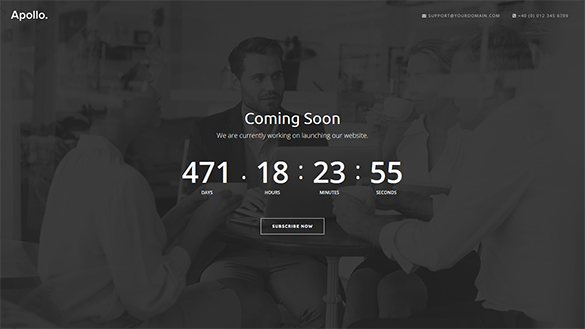 Apollo.
SUPPORT@YOURDOMAIN.COM
+40 (0) 012 345 6789
Coming Soon
We are currently working on launching our website.
471 . 18 : 23 : 55
DAYS HOURS MINUTES SECONDS
SUBSCRIBE NOW